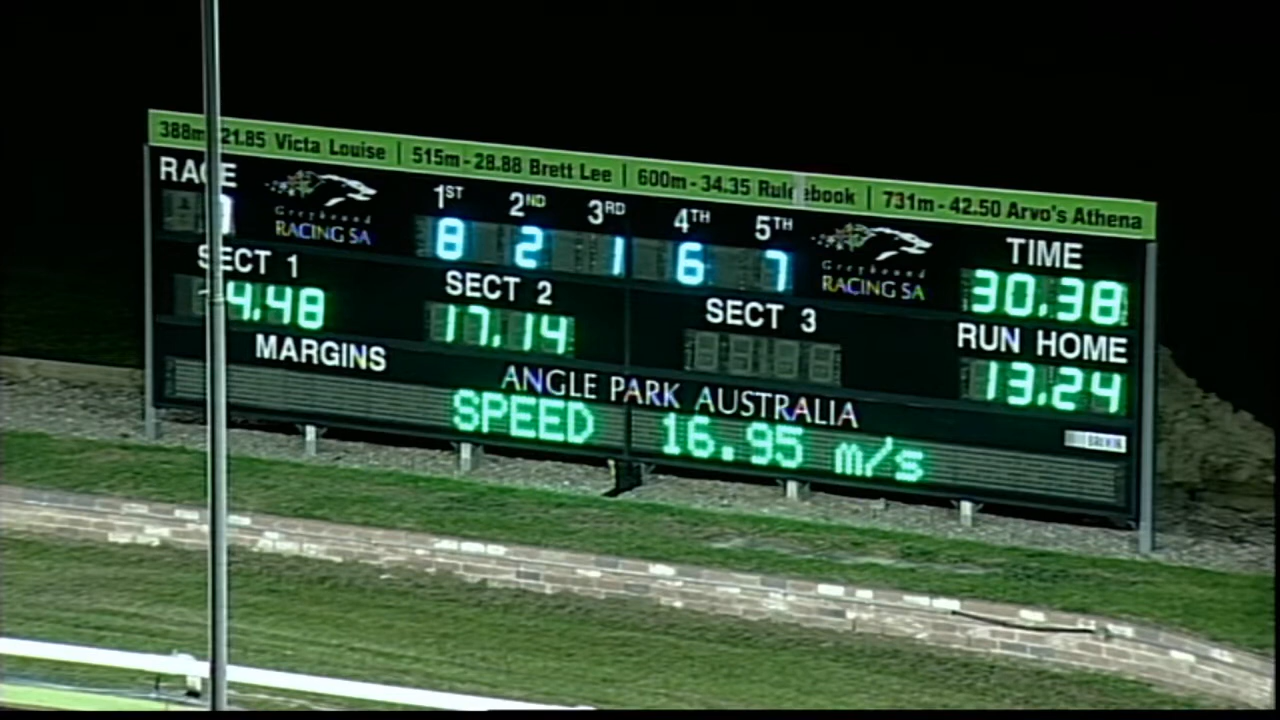 388m - 21.85 Victa Louise | 515m - 28.88 Brett Lee | 600m - 34.35 Rulebook | 731m - 42.50 Arvo's Athena
RACE
Greyhound
RACING SA
1ST 2ND 3RD 4TH 5TH
8 2 1 6 7
Greyhound
RACING SA
TIME
30.38
SECT 1
4.48
SECT 2
17.14
SECT 3
RUN HOME
13.24
MARGINS
ANGLE PARK AUSTRALIA
SPEED 16.95 m/s